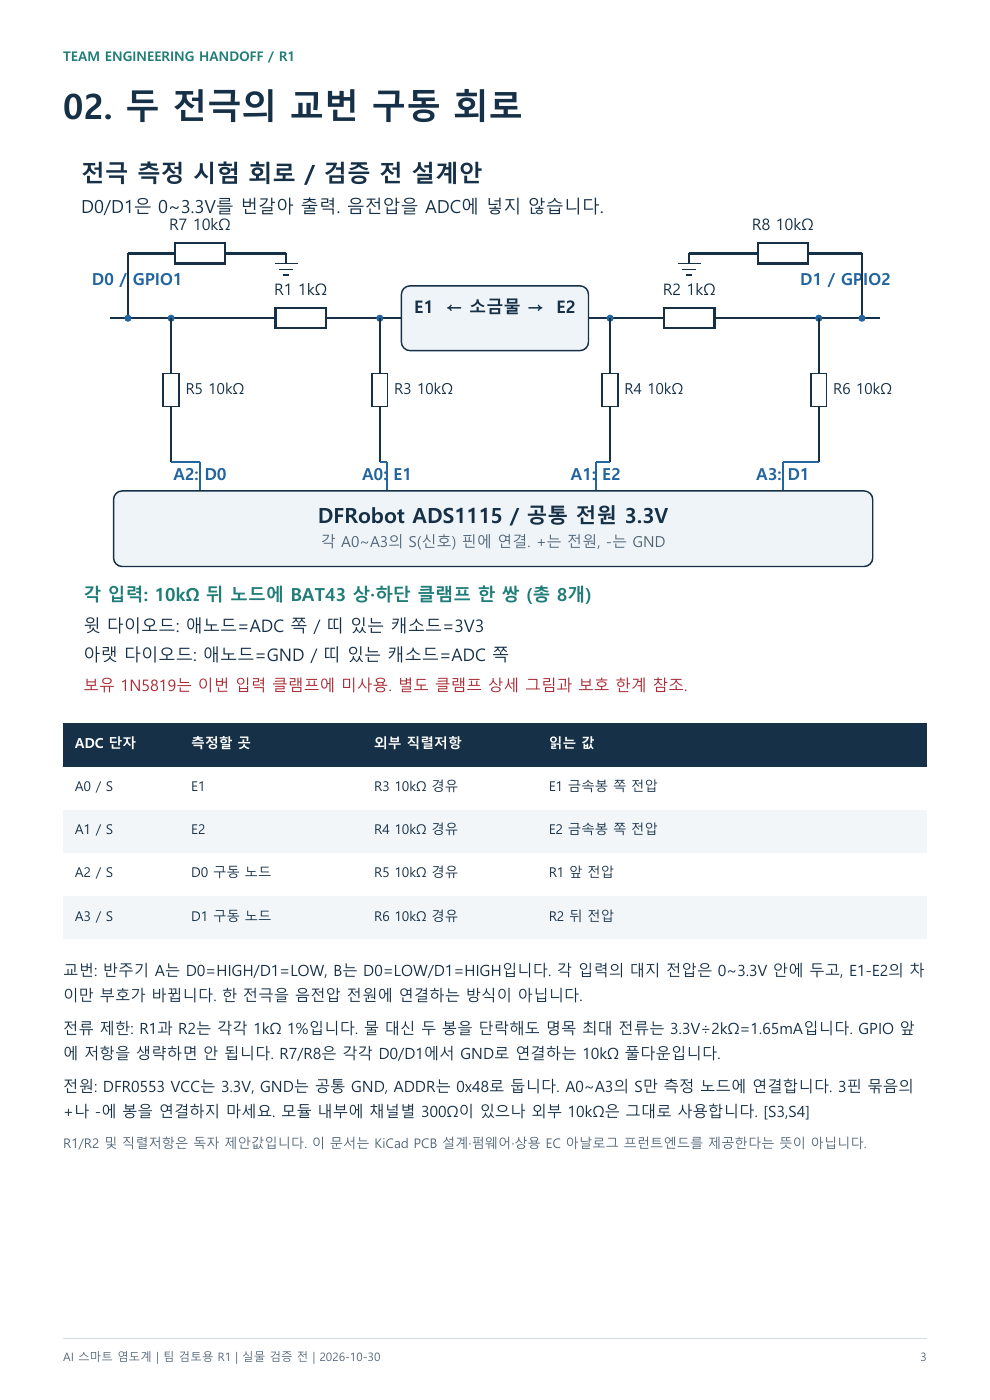 TEAM ENGINEERING HANDOFF / R1
02. 두 전극의 교번 구동 회로
전극 측정 시험 회로 / 검증 전 설계안
D0/D1은 0~3.3V를 번갈아 출력. 음전압을 ADC에 넣지 않습니다.
R7 10kΩ
R8 10kΩ
D0 / GPIO1
D1 / GPIO2
R1 1kΩ
R2 1kΩ
E1 ← 소금물 → E2
R5 10kΩ
R3 10kΩ
R4 10kΩ
R6 10kΩ
A2: D0
A0: E1
A1: E2
A3: D1
DFRobot ADS1115 / 공통 전원 3.3V
각 A0~A3의 S(신호) 핀에 연결. +는 전원, -는 GND
각 입력: 10kΩ 뒤 노드에 BAT43 상·하단 클램프 한 쌍 (총 8개)
윗 다이오드: 애노드=ADC 쪽 / 띠 있는 캐소드=3V3
아랫 다이오드: 애노드=GND / 띠 있는 캐소드=ADC 쪽
보유 1N5819는 이번 입력 클램프에 미사용. 별도 클램프 상세 그림과 보호 한계 참조.
ADC 단자 측정할 곳 외부 직렬저항 읽는 값
A0 / S E1 R3 10kΩ 경유 E1 금속봉 쪽 전압
A1 / S E2 R4 10kΩ 경유 E2 금속봉 쪽 전압
A2 / S D0 구동 노드 R5 10kΩ 경유 R1 앞 전압
A3 / S D1 구동 노드 R6 10kΩ 경유 R2 뒤 전압
교번: 반주기 A는 D0=HIGH/D1=LOW, B는 D0=LOW/D1=HIGH입니다. 각 입력의 대지 전압은 0~3.3V 안에 두고, E1-E2의 차
이만 부호가 바뀝니다. 한 전극을 음전압 전원에 연결하는 방식이 아닙니다.
전류 제한: R1과 R2는 각각 1kΩ 1%입니다. 물 대신 두 봉을 단락해도 명목 최대 전류는 3.3V÷2kΩ=1.65mA입니다. GPIO 앞
에 저항을 생략하면 안 됩니다. R7/R8은 각각 D0/D1에서 GND로 연결하는 10kΩ 풀다운입니다.
전원: DFR0553 VCC는 3.3V, GND는 공통 GND, ADDR는 0x48로 둡니다. A0~A3의 S만 측정 노드에 연결합니다. 3핀 묶음의
+나 -에 봉을 연결하지 마세요. 모듈 내부에 채널별 300Ω이 있으나 외부 10kΩ은 그대로 사용합니다. [S3,S4]
R1/R2 및 직렬저항은 독자 제안값입니다. 이 문서는 KiCad PCB 설계·펌웨어·상용 EC 아날로그 프런트엔드를 제공한다는 뜻이 아닙니다.
AI 스마트 염도계 | 팀 검토용 R1 | 실물 검증 전 | 2026-10-30
3